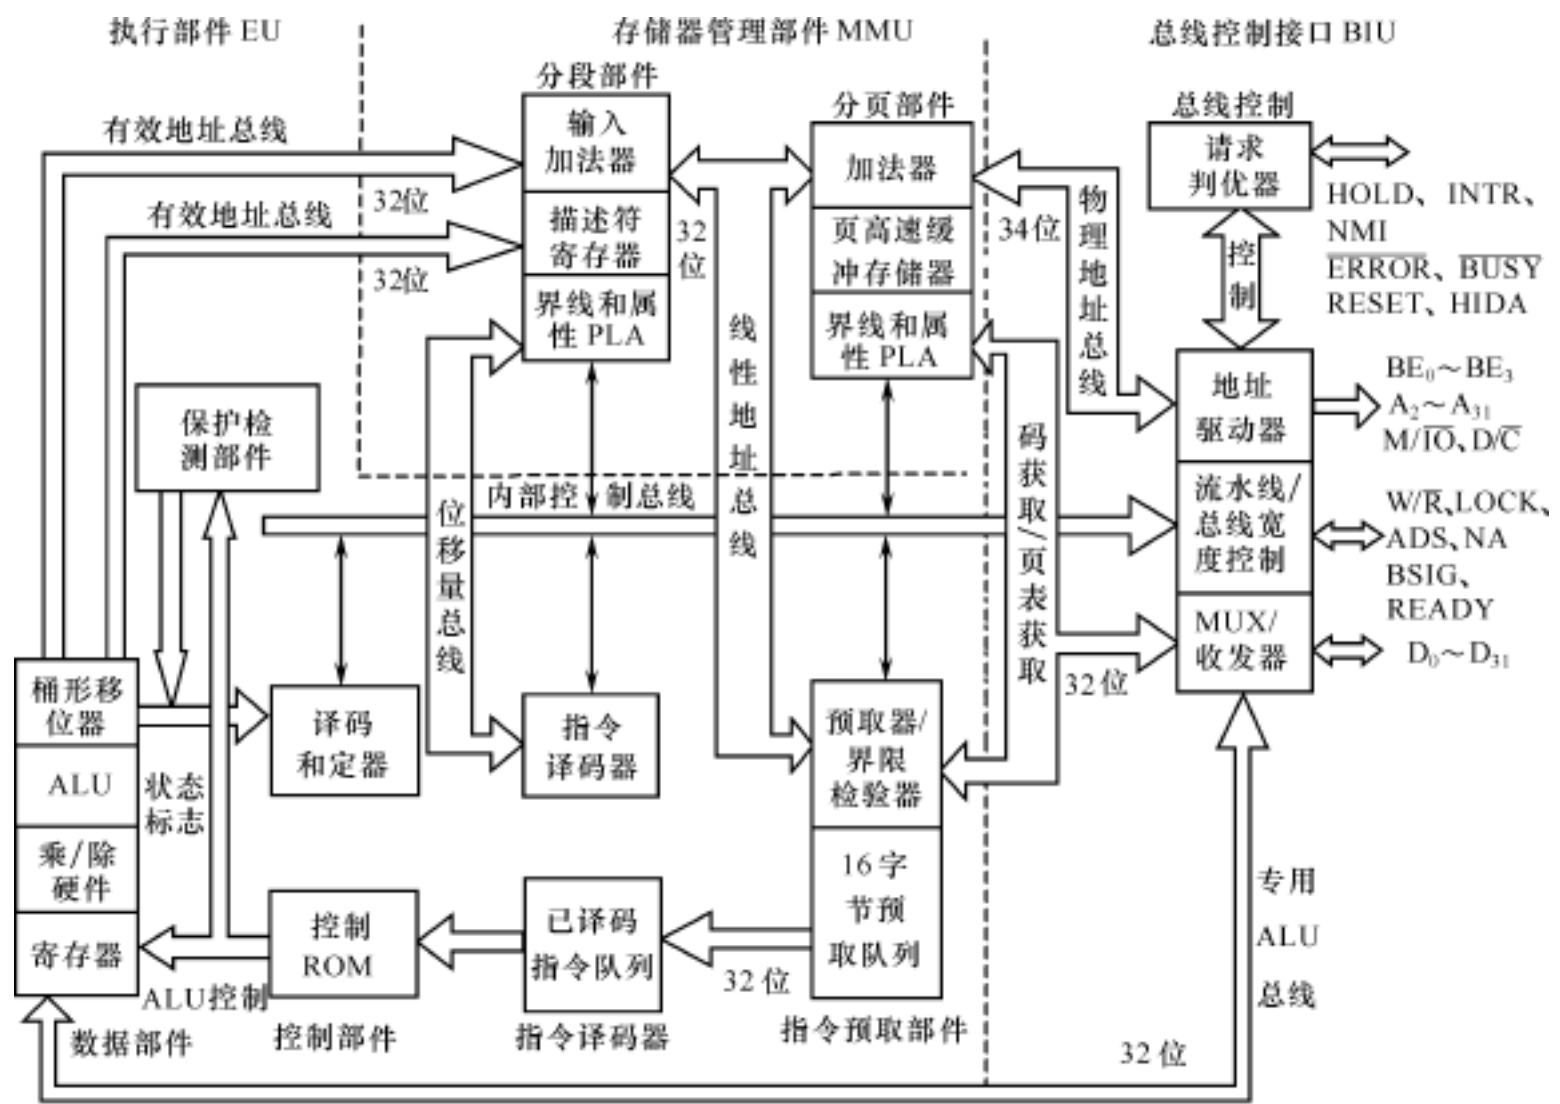 执行部件 EU
存储器管理部件 MMU
总线控制接口 BIU
分段部件
分页部件
总线控制
有效地址总线
32位
有效地址总线
32位
输入
加法器
描述符
寄存器
界线和属
性 PLA
32
位
加法器
页高速缓
冲存储器
界线和属
性 PLA
34位
物理地址总线
请求
判优器
HOLD、INTR、
NMI
E̅R̅R̅O̅R̅、B̅U̅S̅Y̅
RESET、HIDA
控
制
地址
驱动器
BE₀～BE₃
A₂～A₃₁
M/I̅O̅、D/C̅
流水线/
总线宽
度控制
W/R̅、LOCK、
ADS、NA
BSIG、
READY
MUX/
收发器
D₀～D₃₁
保护检
测部件
内部控制总线
位移量总线
线性地址总线
码获取/页表获取
32位
桶形移
位器
ALU
乘/除
硬件
寄存器
状态
标志
译码
和定器
指令
译码器
预取器/
界限
检验器
16字
节预
取队列
控制
ROM
已译码
指令队列
32位
ALU控制
数据部件
控制部件
指令译码器
指令预取部件
专用
ALU
总线
32位